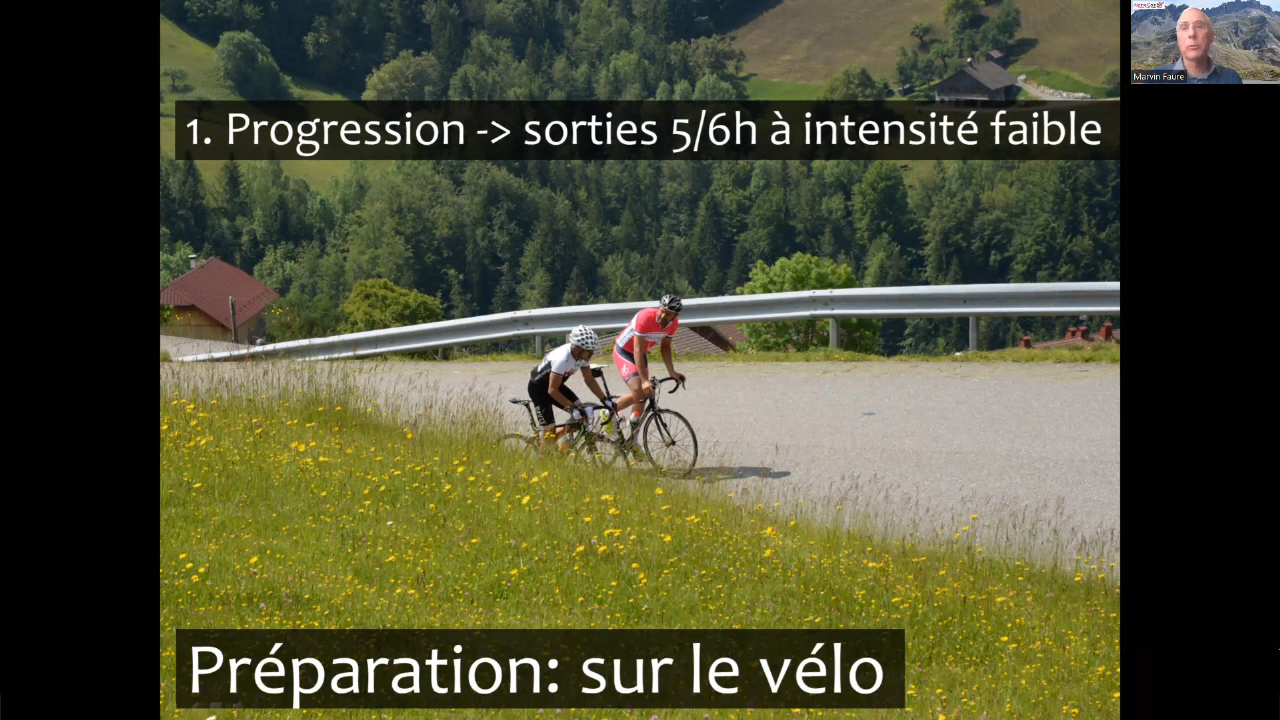 1. Progression -> sorties 5/6h à intensité faible
Préparation: sur le vélo
Marvin Faure